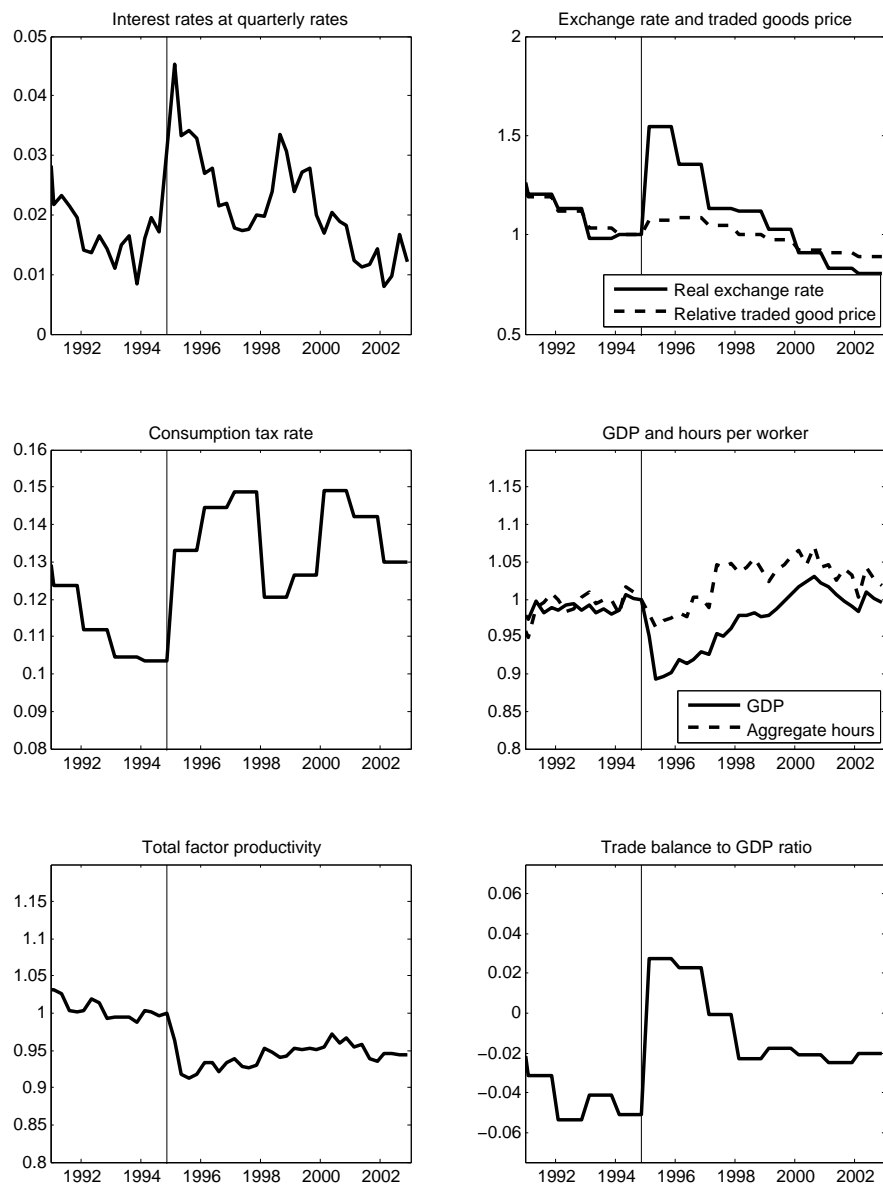 Interest rates at quarterly rates
0.05
0.04
0.03
0.02
0.01
0
1992 1994 1996 1998 2000 2002
Exchange rate and traded goods price
2
1.5
1
0.5
Real exchange rate
Relative traded good price
1992 1994 1996 1998 2000 2002
Consumption tax rate
0.16
0.15
0.14
0.13
0.12
0.11
0.1
0.09
0.08
1992 1994 1996 1998 2000 2002
GDP and hours per worker
1.15
1.1
1.05
1
0.95
0.9
0.85
0.8
GDP
Aggregate hours
1992 1994 1996 1998 2000 2002
Total factor productivity
1.15
1.1
1.05
1
0.95
0.9
0.85
0.8
1992 1994 1996 1998 2000 2002
Trade balance to GDP ratio
0.06
0.04
0.02
0
−0.02
−0.04
−0.06
1992 1994 1996 1998 2000 2002